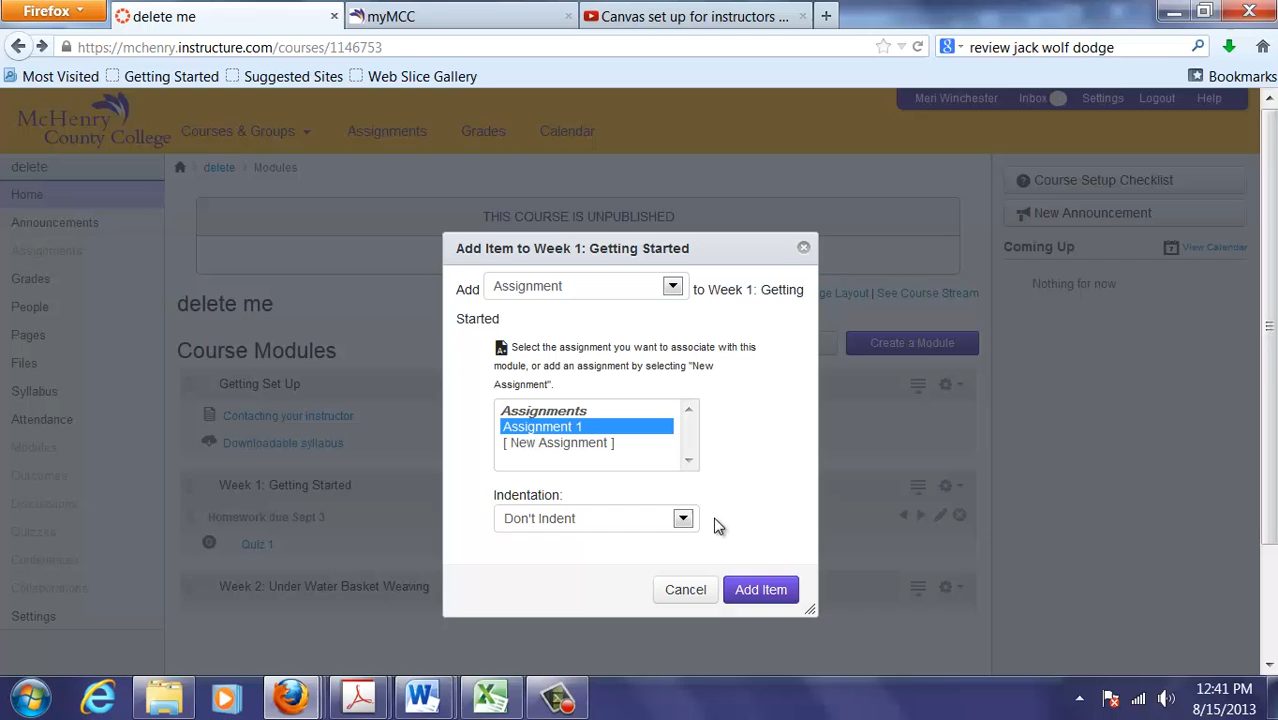 Firefox
delete me
myMCC
Canvas set up for instructors ...
https://mchenry.instructure.com/courses/1146753
review jack wolf dodge
Most Visited
Getting Started
Suggested Sites
Web Slice Gallery
Bookmarks
McHenry
County College
Courses & Groups
Assignments
Grades
Calendar
Meri Winchester
Inbox
Settings
Logout
Help
delete
Home
Announcements
Assignments
Grades
People
Pages
Files
Syllabus
Attendance
Modules
Outcomes
Discussions
Quizzes
Conferences
Collaborations
Settings
delete
Modules
THIS COURSE IS UNPUBLISHED
delete me
ge Layout | See Course Stream
Course Modules
Create a Module
Getting Set Up
Contacting your instructor
Downloadable syllabus
Week 1: Getting Started
Homework due Sept 3
Quiz 1
Week 2: Under Water Basket Weaving
Add Item to Week 1: Getting Started
Add Assignment to Week 1: Getting
Started
Select the assignment you want to associate with this
module, or add an assignment by selecting "New
Assignment".
Assignments
Assignment 1
[ New Assignment ]
Indentation:
Don't Indent
Cancel
Add Item
Course Setup Checklist
New Announcement
Coming Up
View Calendar
Nothing for now
12:41 PM
8/15/2013